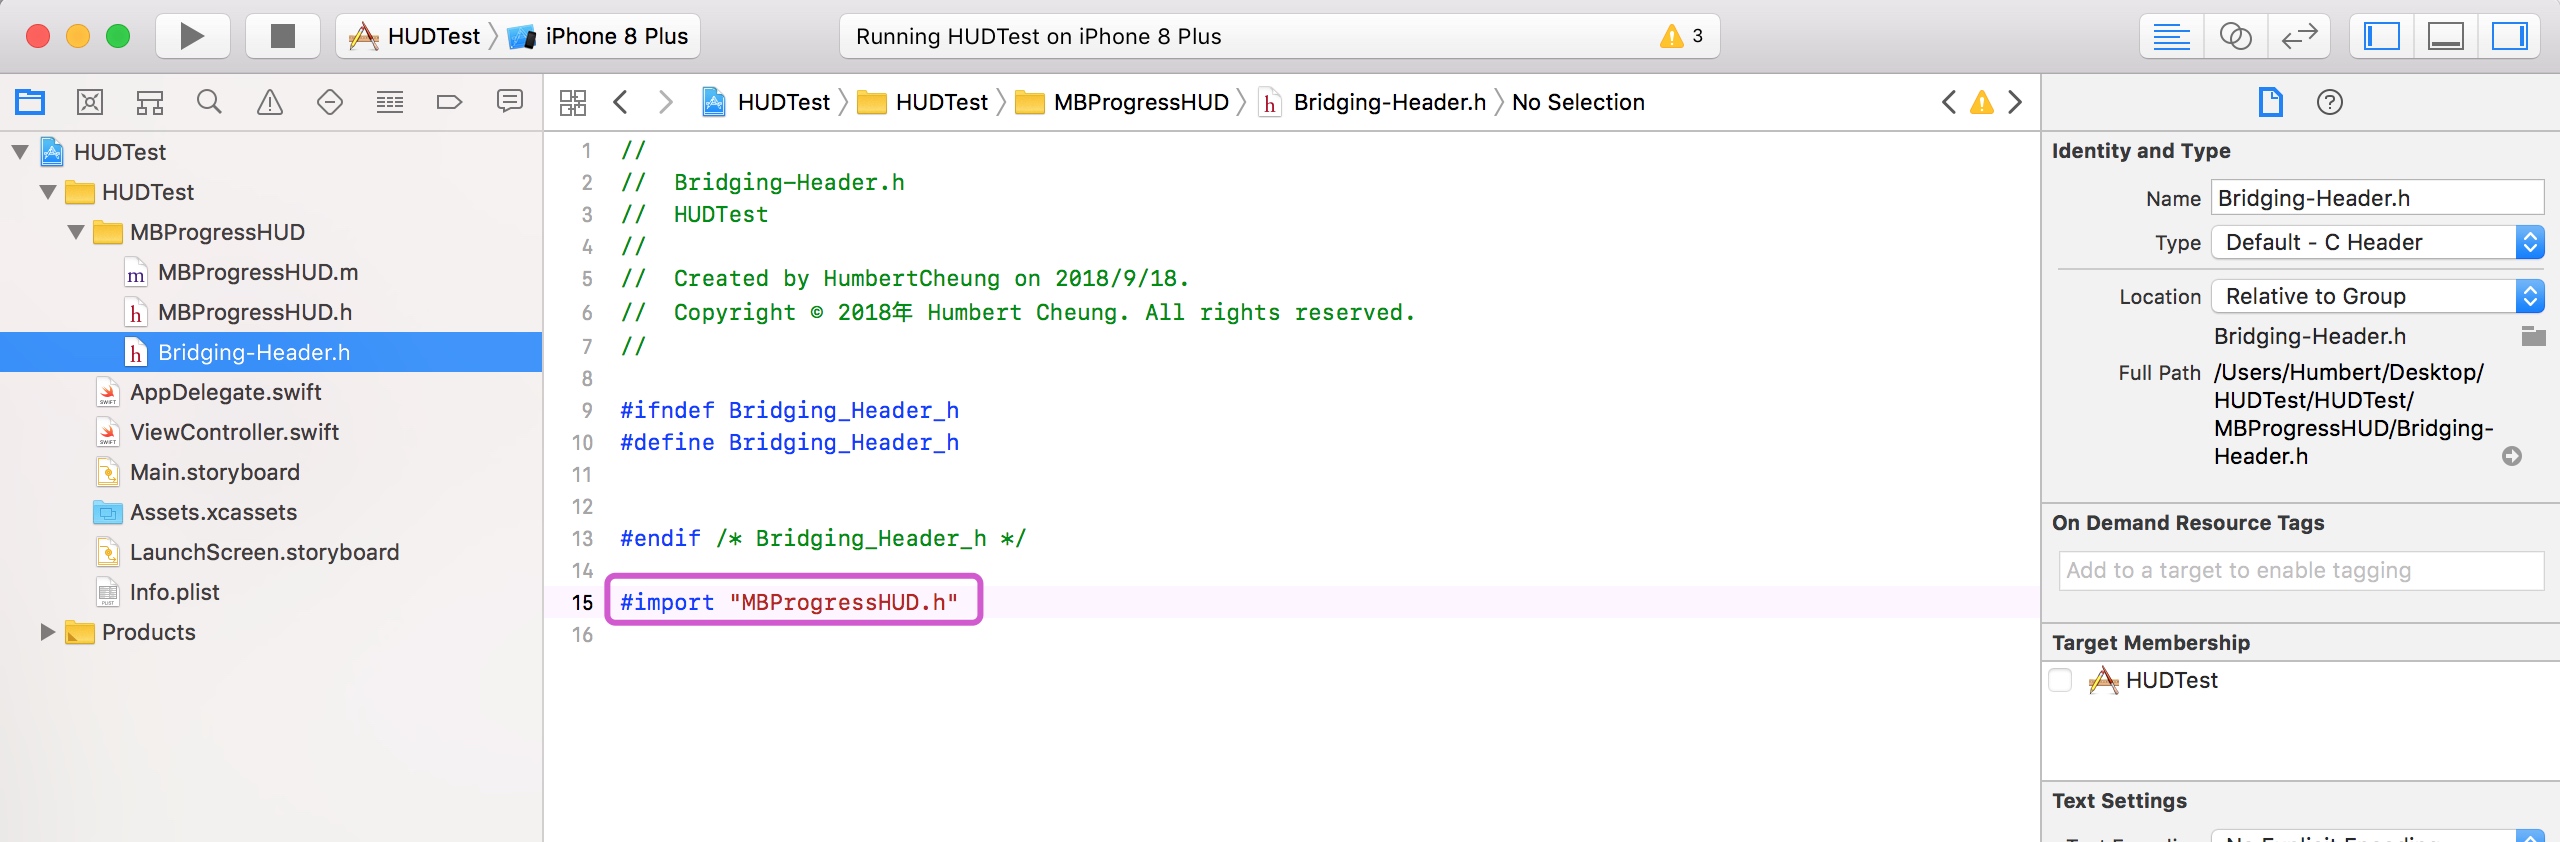 HUDTest
iPhone 8 Plus
Running HUDTest on iPhone 8 Plus
3
HUDTest
HUDTest
MBProgressHUD
m MBProgressHUD.m
h MBProgressHUD.h
h Bridging-Header.h
AppDelegate.swift
ViewController.swift
Main.storyboard
Assets.xcassets
LaunchScreen.storyboard
Info.plist
Products
HUDTest
HUDTest
MBProgressHUD
h Bridging-Header.h
No Selection
1 //
2 // Bridging-Header.h
3 // HUDTest
4 //
5 // Created by HumbertCheung on 2018/9/18.
6 // Copyright © 2018年 Humbert Cheung. All rights reserved.
7 //
8
9 #ifndef Bridging_Header_h
10 #define Bridging_Header_h
11
12
13 #endif /* Bridging_Header_h */
14
15 #import "MBProgressHUD.h"
16
Identity and Type
Name Bridging-Header.h
Type Default - C Header
Location Relative to Group
Bridging-Header.h
Full Path /Users/Humbert/Desktop/
HUDTest/HUDTest/
MBProgressHUD/Bridging-
Header.h
On Demand Resource Tags
Add to a target to enable tagging
Target Membership
HUDTest
Text Settings